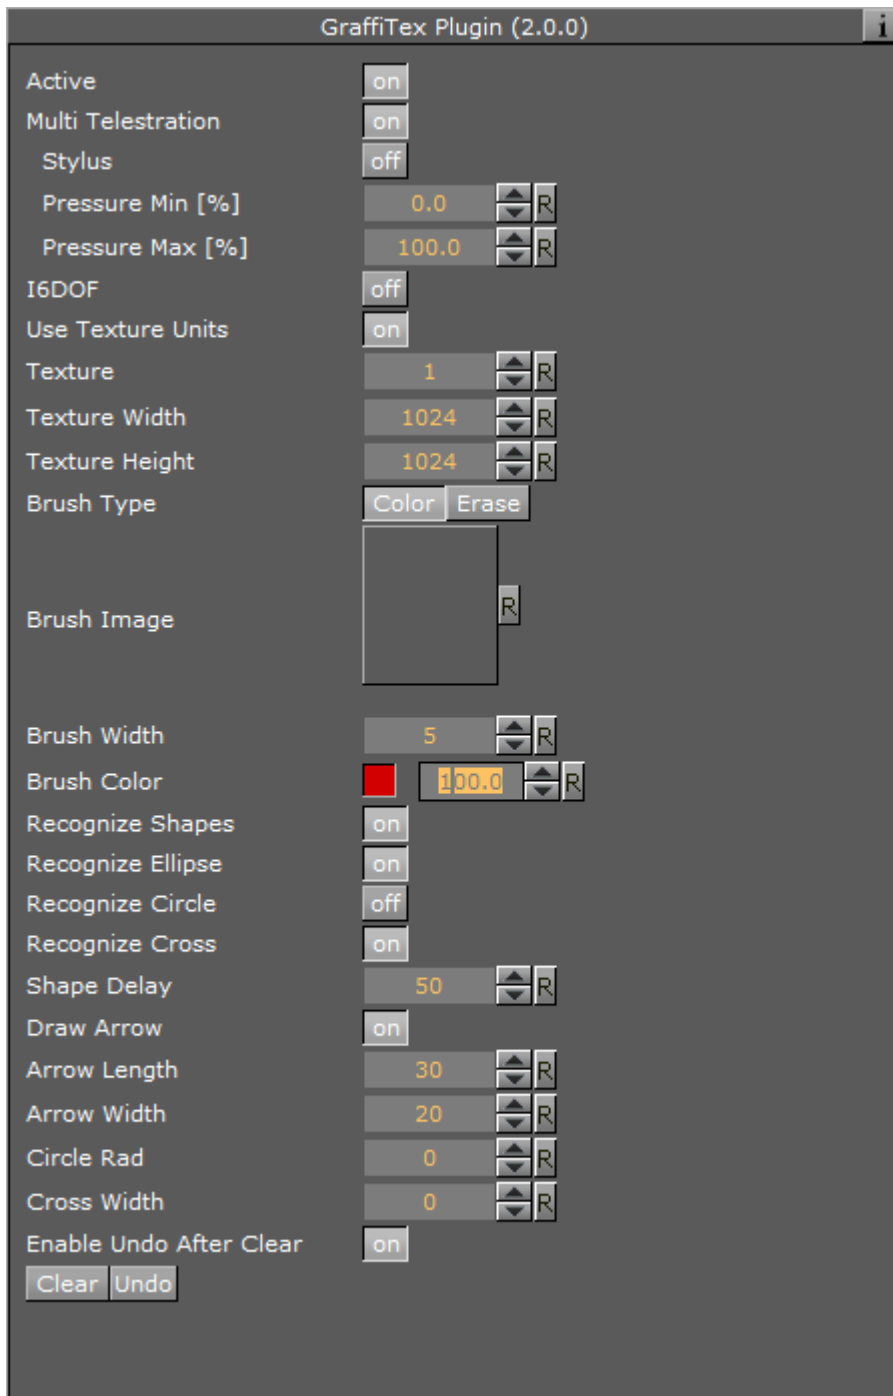 GraffiTex Plugin (2.0.0) i
Active on
Multi Telestration on
Stylus off
Pressure Min [%] 0.0 R
Pressure Max [%] 100.0 R
I6DOF off
Use Texture Units on
Texture 1 R
Texture Width 1024 R
Texture Height 1024 R
Brush Type Color Erase
Brush Image R
Brush Width 5 R
Brush Color 100.0 R
Recognize Shapes on
Recognize Ellipse on
Recognize Circle off
Recognize Cross on
Shape Delay 50 R
Draw Arrow on
Arrow Length 30 R
Arrow Width 20 R
Circle Rad 0 R
Cross Width 0 R
Enable Undo After Clear on
Clear Undo